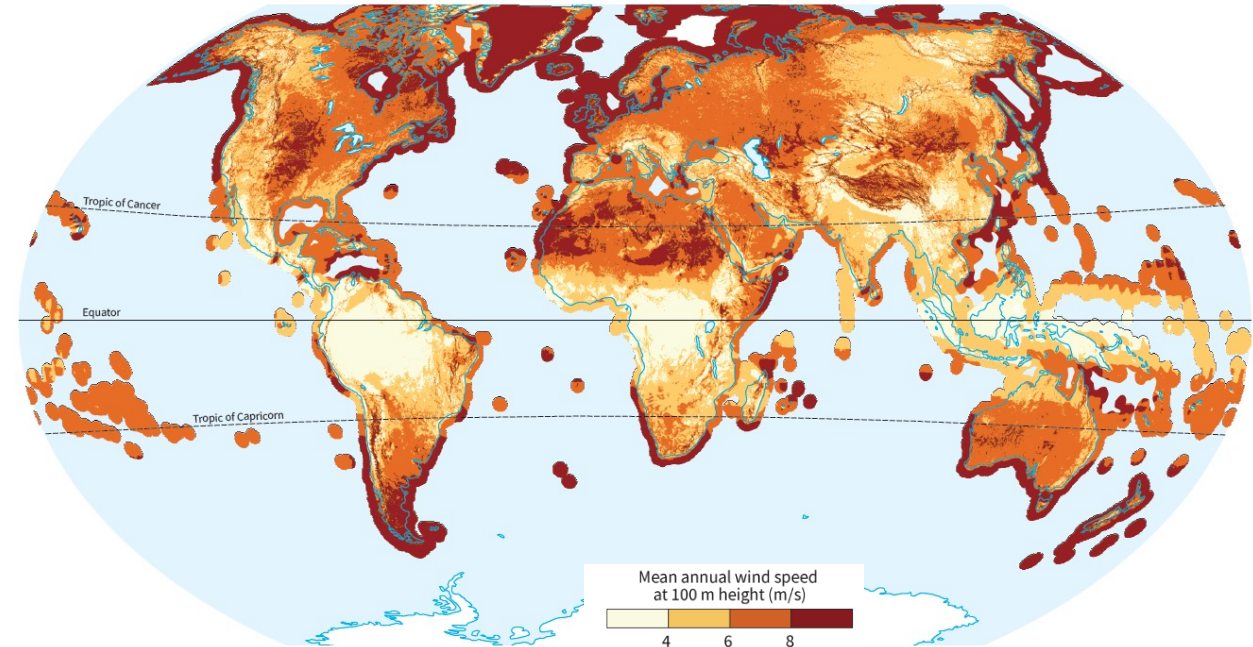 Tropic of Cancer
Equator
Tropic of Capricorn
Mean annual wind speed
at 100 m height (m/s)
4 6 8